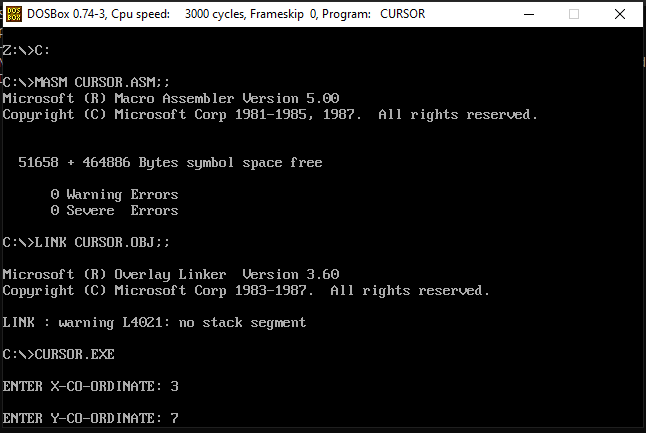 DOSBox 0.74-3, Cpu speed: 3000 cycles, Frameskip 0, Program: CURSOR
Z:\>C:
C:\>MASM CURSOR.ASM;;
Microsoft (R) Macro Assembler Version 5.00
Copyright (C) Microsoft Corp 1981-1985, 1987. All rights reserved.
51658 + 464886 Bytes symbol space free
0 Warning Errors
0 Severe Errors
C:\>LINK CURSOR.OBJ;;
Microsoft (R) Overlay Linker Version 3.60
Copyright (C) Microsoft Corp 1983-1987. All rights reserved.
LINK : warning L4021: no stack segment
C:\>CURSOR.EXE
ENTER X-CO-ORDINATE: 3
ENTER Y-CO-ORDINATE: 7